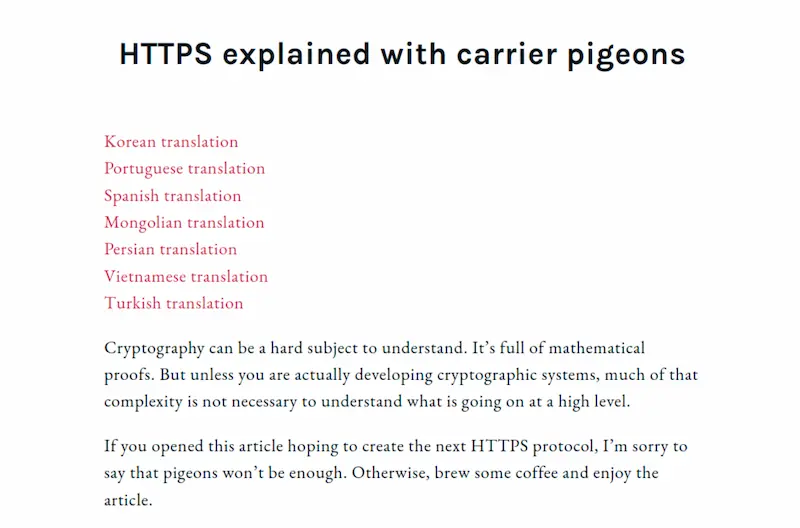 HTTPS explained with carrier pigeons
Korean translation
Portuguese translation
Spanish translation
Mongolian translation
Persian translation
Vietnamese translation
Turkish translation
Cryptography can be a hard subject to understand. It’s full of mathematical
proofs. But unless you are actually developing cryptographic systems, much of that
complexity is not necessary to understand what is going on at a high level.
If you opened this article hoping to create the next HTTPS protocol, I’m sorry to
say that pigeons won’t be enough. Otherwise, brew some coffee and enjoy the
article.